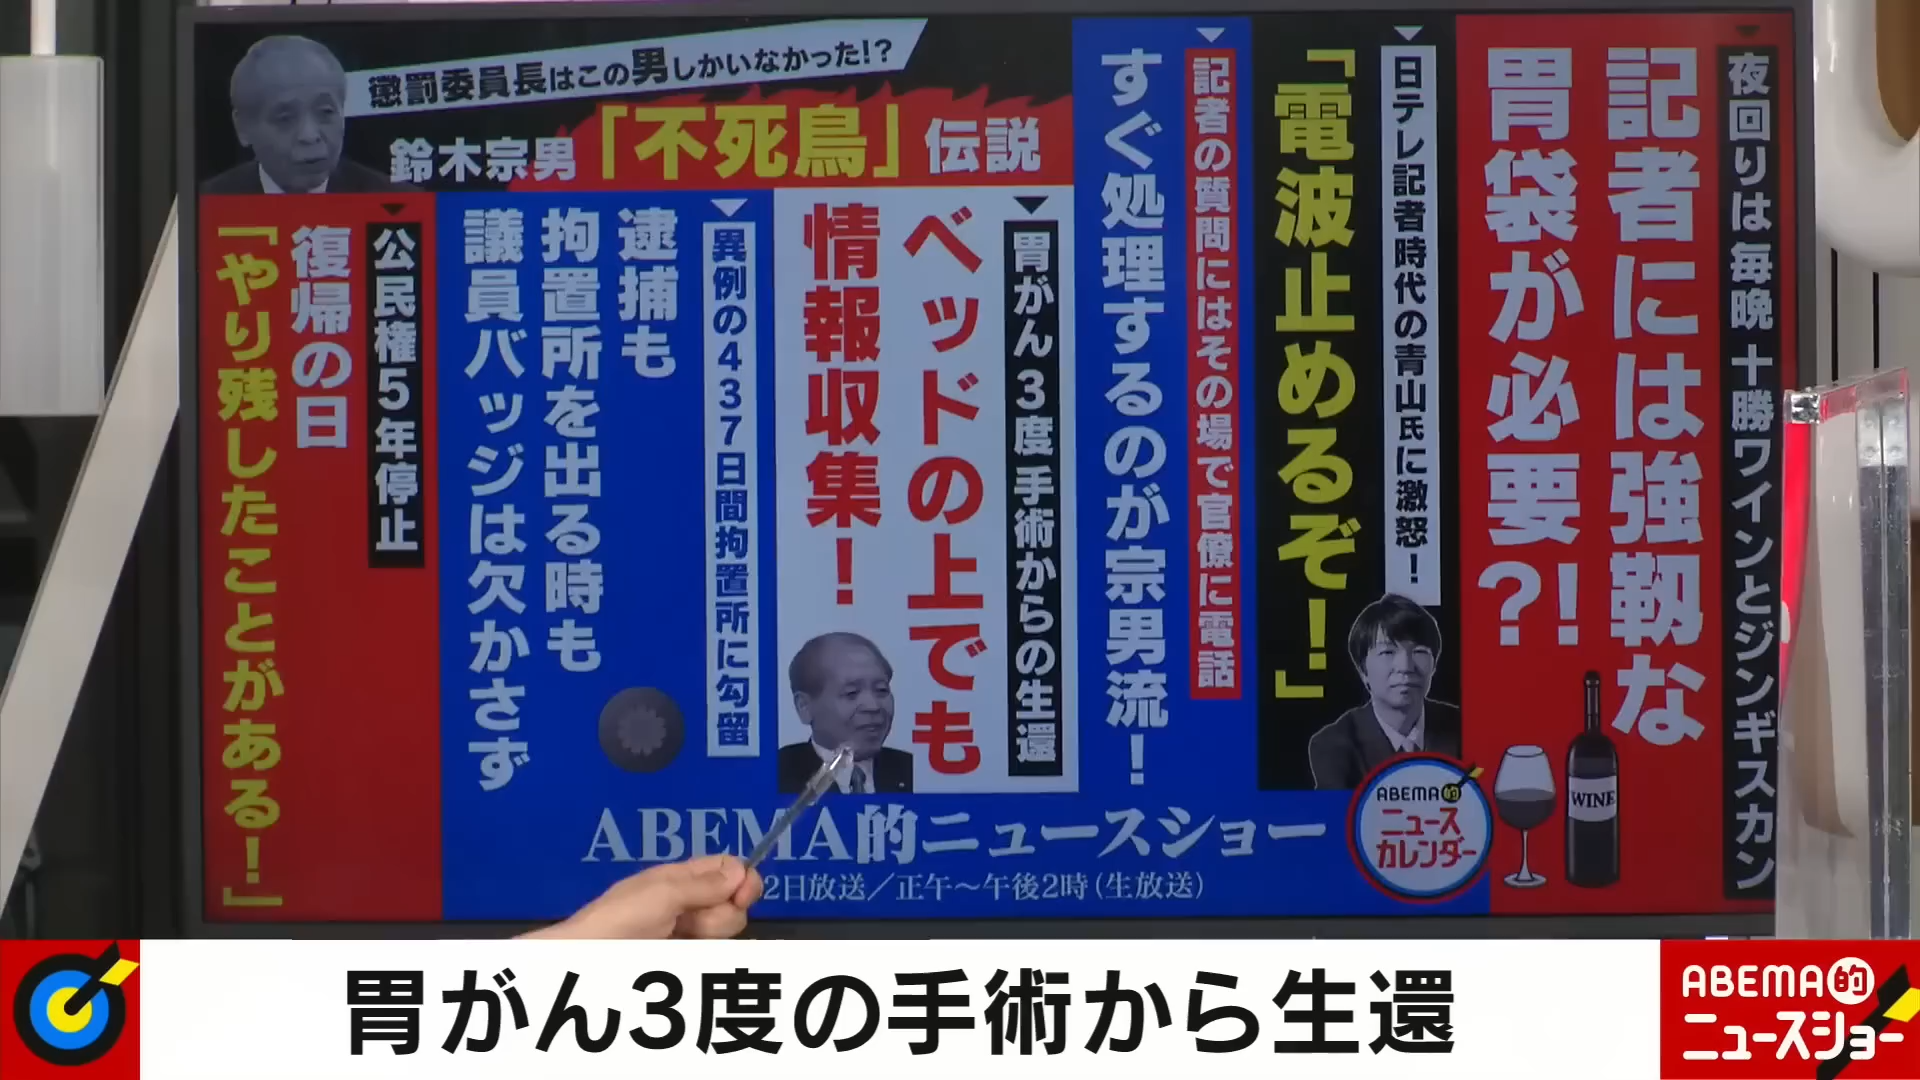 夜回りは毎晩 十勝ワインとジンギスカン
記者には強靱な
胃袋が必要?!
日テレ記者時代の青山氏に激怒!
「電波止めるぞ!」
記者の質問にはその場で官僚に電話
すぐ処理するのが宗男流!
懲罰委員長はこの男しかいなかった!?
鈴木宗男「不死鳥」伝説
胃がん3度手術からの生還
ベッドの上でも
情報収集!
異例の437日間拘置所に勾留
逮捕も
拘置所を出る時も
議員バッジは欠かさず
公民権5年停止
復帰の日
「やり残したことがある!」
WINE
ABEMA的
ニュース
カレンダー
ABEMA的ニュースショー
2日放送/正午〜午後2時(生放送)
胃がん3度の手術から生還
ABEMA的
ニュースショー